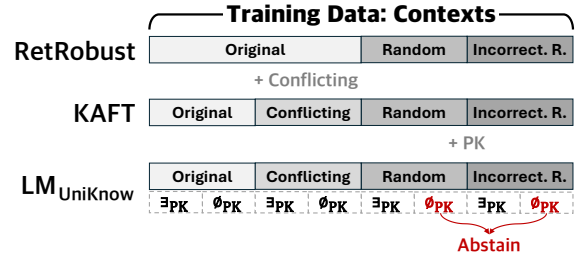 Training Data: Contexts
RetRobust Original Random Incorrect. R.
+ Conflicting
KAFT Original Conflicting Random Incorrect. R.
+ PK
LM_UniKnow Original Conflicting Random Incorrect. R.
∃PK ∅PK ∃PK ∅PK ∃PK ∅PK ∃PK ∅PK
Abstain